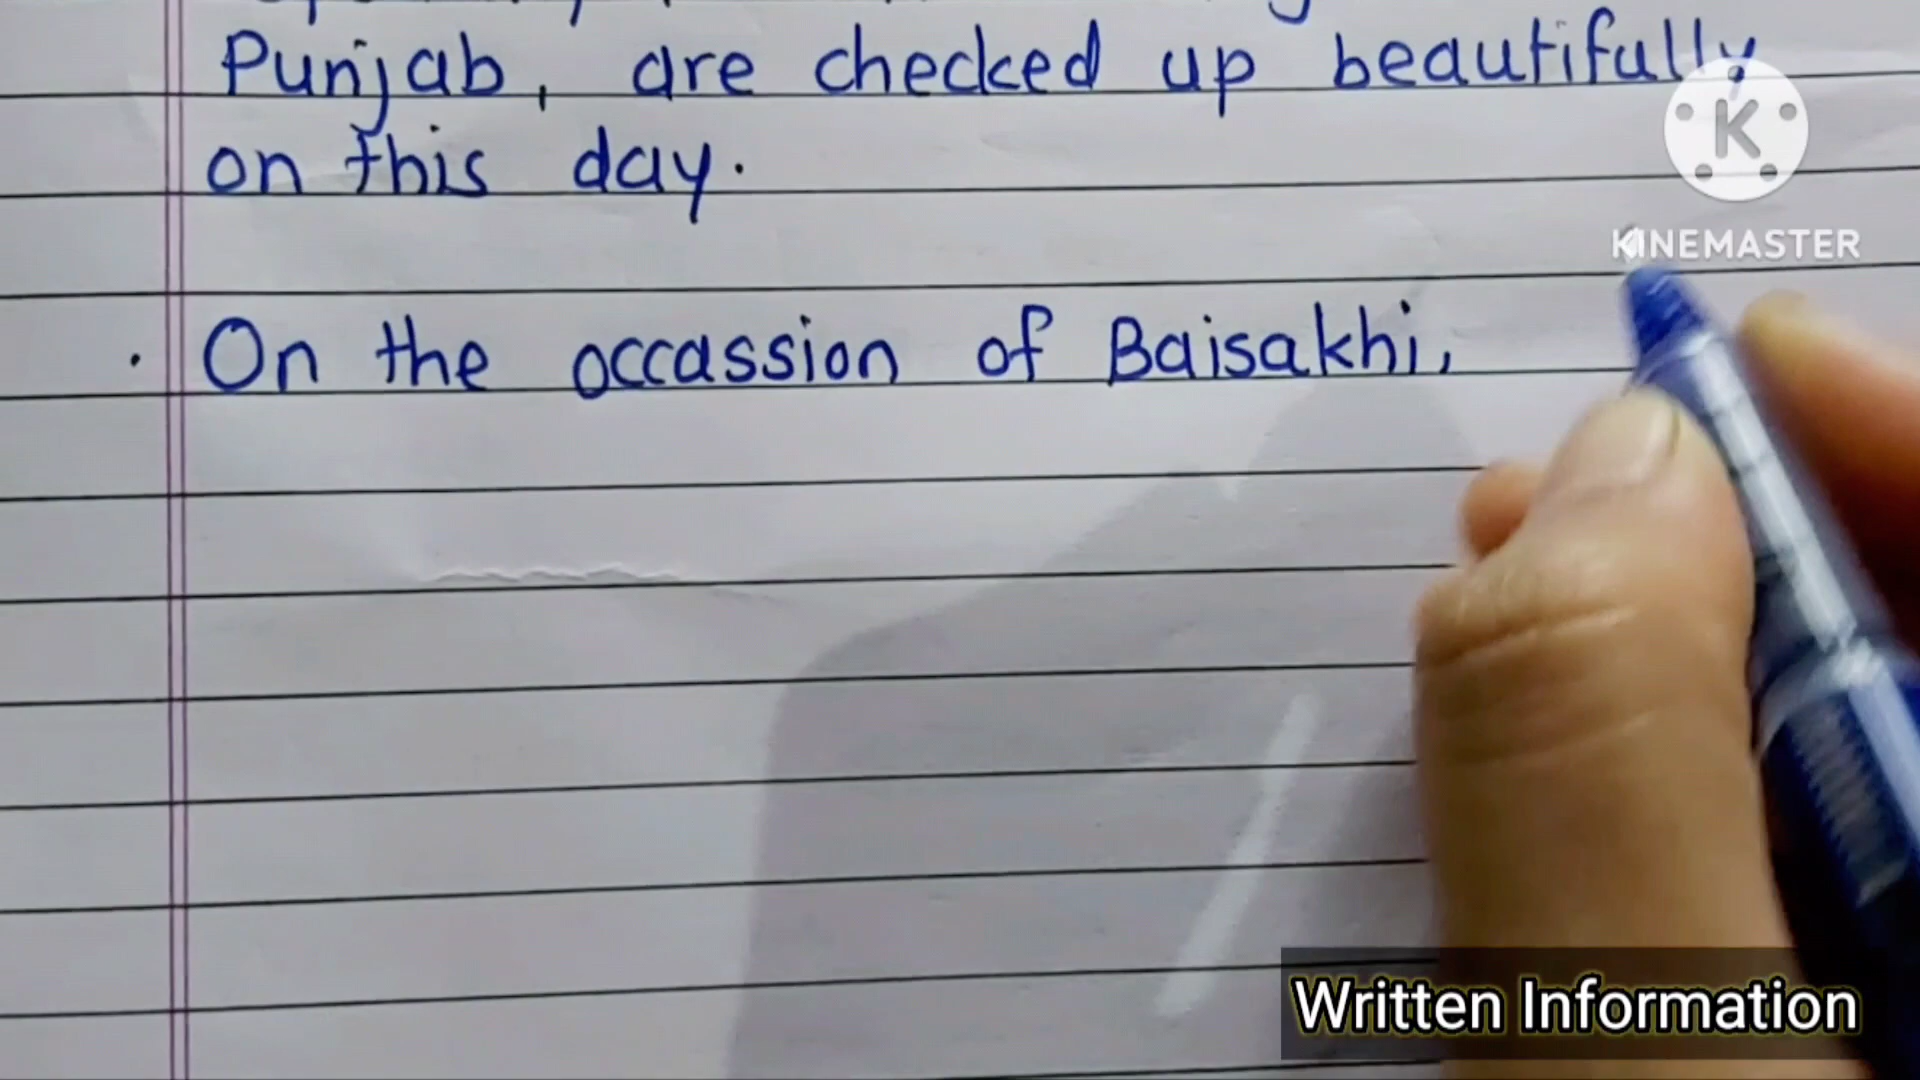 Punjab, are checked up beautifully
on this day.
K
KINEMASTER
. On the occassion of Baisakhi,
Written Information